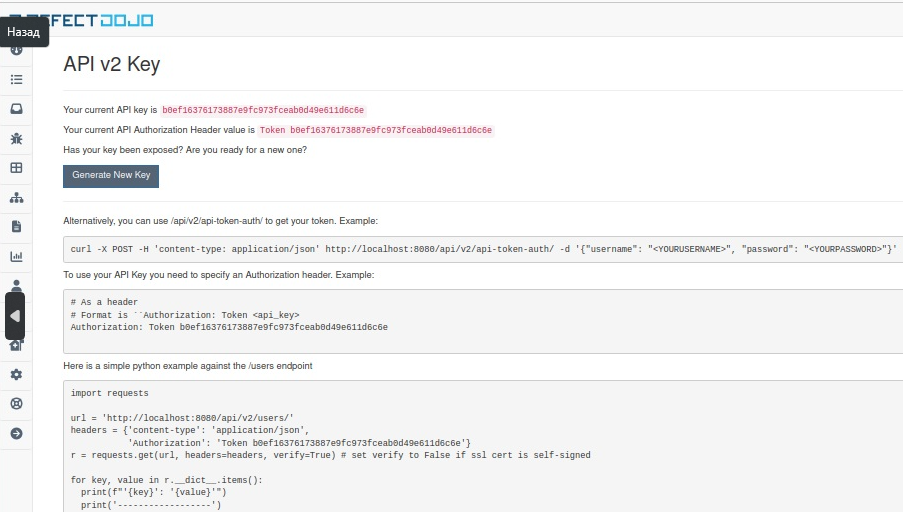 EFECTDOJO
Назад
API v2 Key
Your current API key is b0ef16376173887e9fc973fceab0d49e611d6c6e
Your current API Authorization Header value is Token b0ef16376173887e9fc973fceab0d49e611d6c6e
Has your key been exposed? Are you ready for a new one?
Generate New Key
Alternatively, you can use /api/v2/api-token-auth/ to get your token. Example:
curl -X POST -H 'content-type: application/json' http://localhost:8080/api/v2/api-token-auth/ -d '{"username": "<YOURUSERNAME>", "password": "<YOURPASSWORD>"}'
To use your API Key you need to specify an Authorization header. Example:
# As a header
# Format is ``Authorization: Token <api_key>
Authorization: Token b0ef16376173887e9fc973fceab0d49e611d6c6e
Here is a simple python example against the /users endpoint
import requests
url = 'http://localhost:8080/api/v2/users/'
headers = {'content-type': 'application/json',
'Authorization': 'Token b0ef16376173887e9fc973fceab0d49e611d6c6e'}
r = requests.get(url, headers=headers, verify=True) # set verify to False if ssl cert is self-signed
for key, value in r.__dict__.items():
print(f"'{key}': '{value}'")
print('------------------')